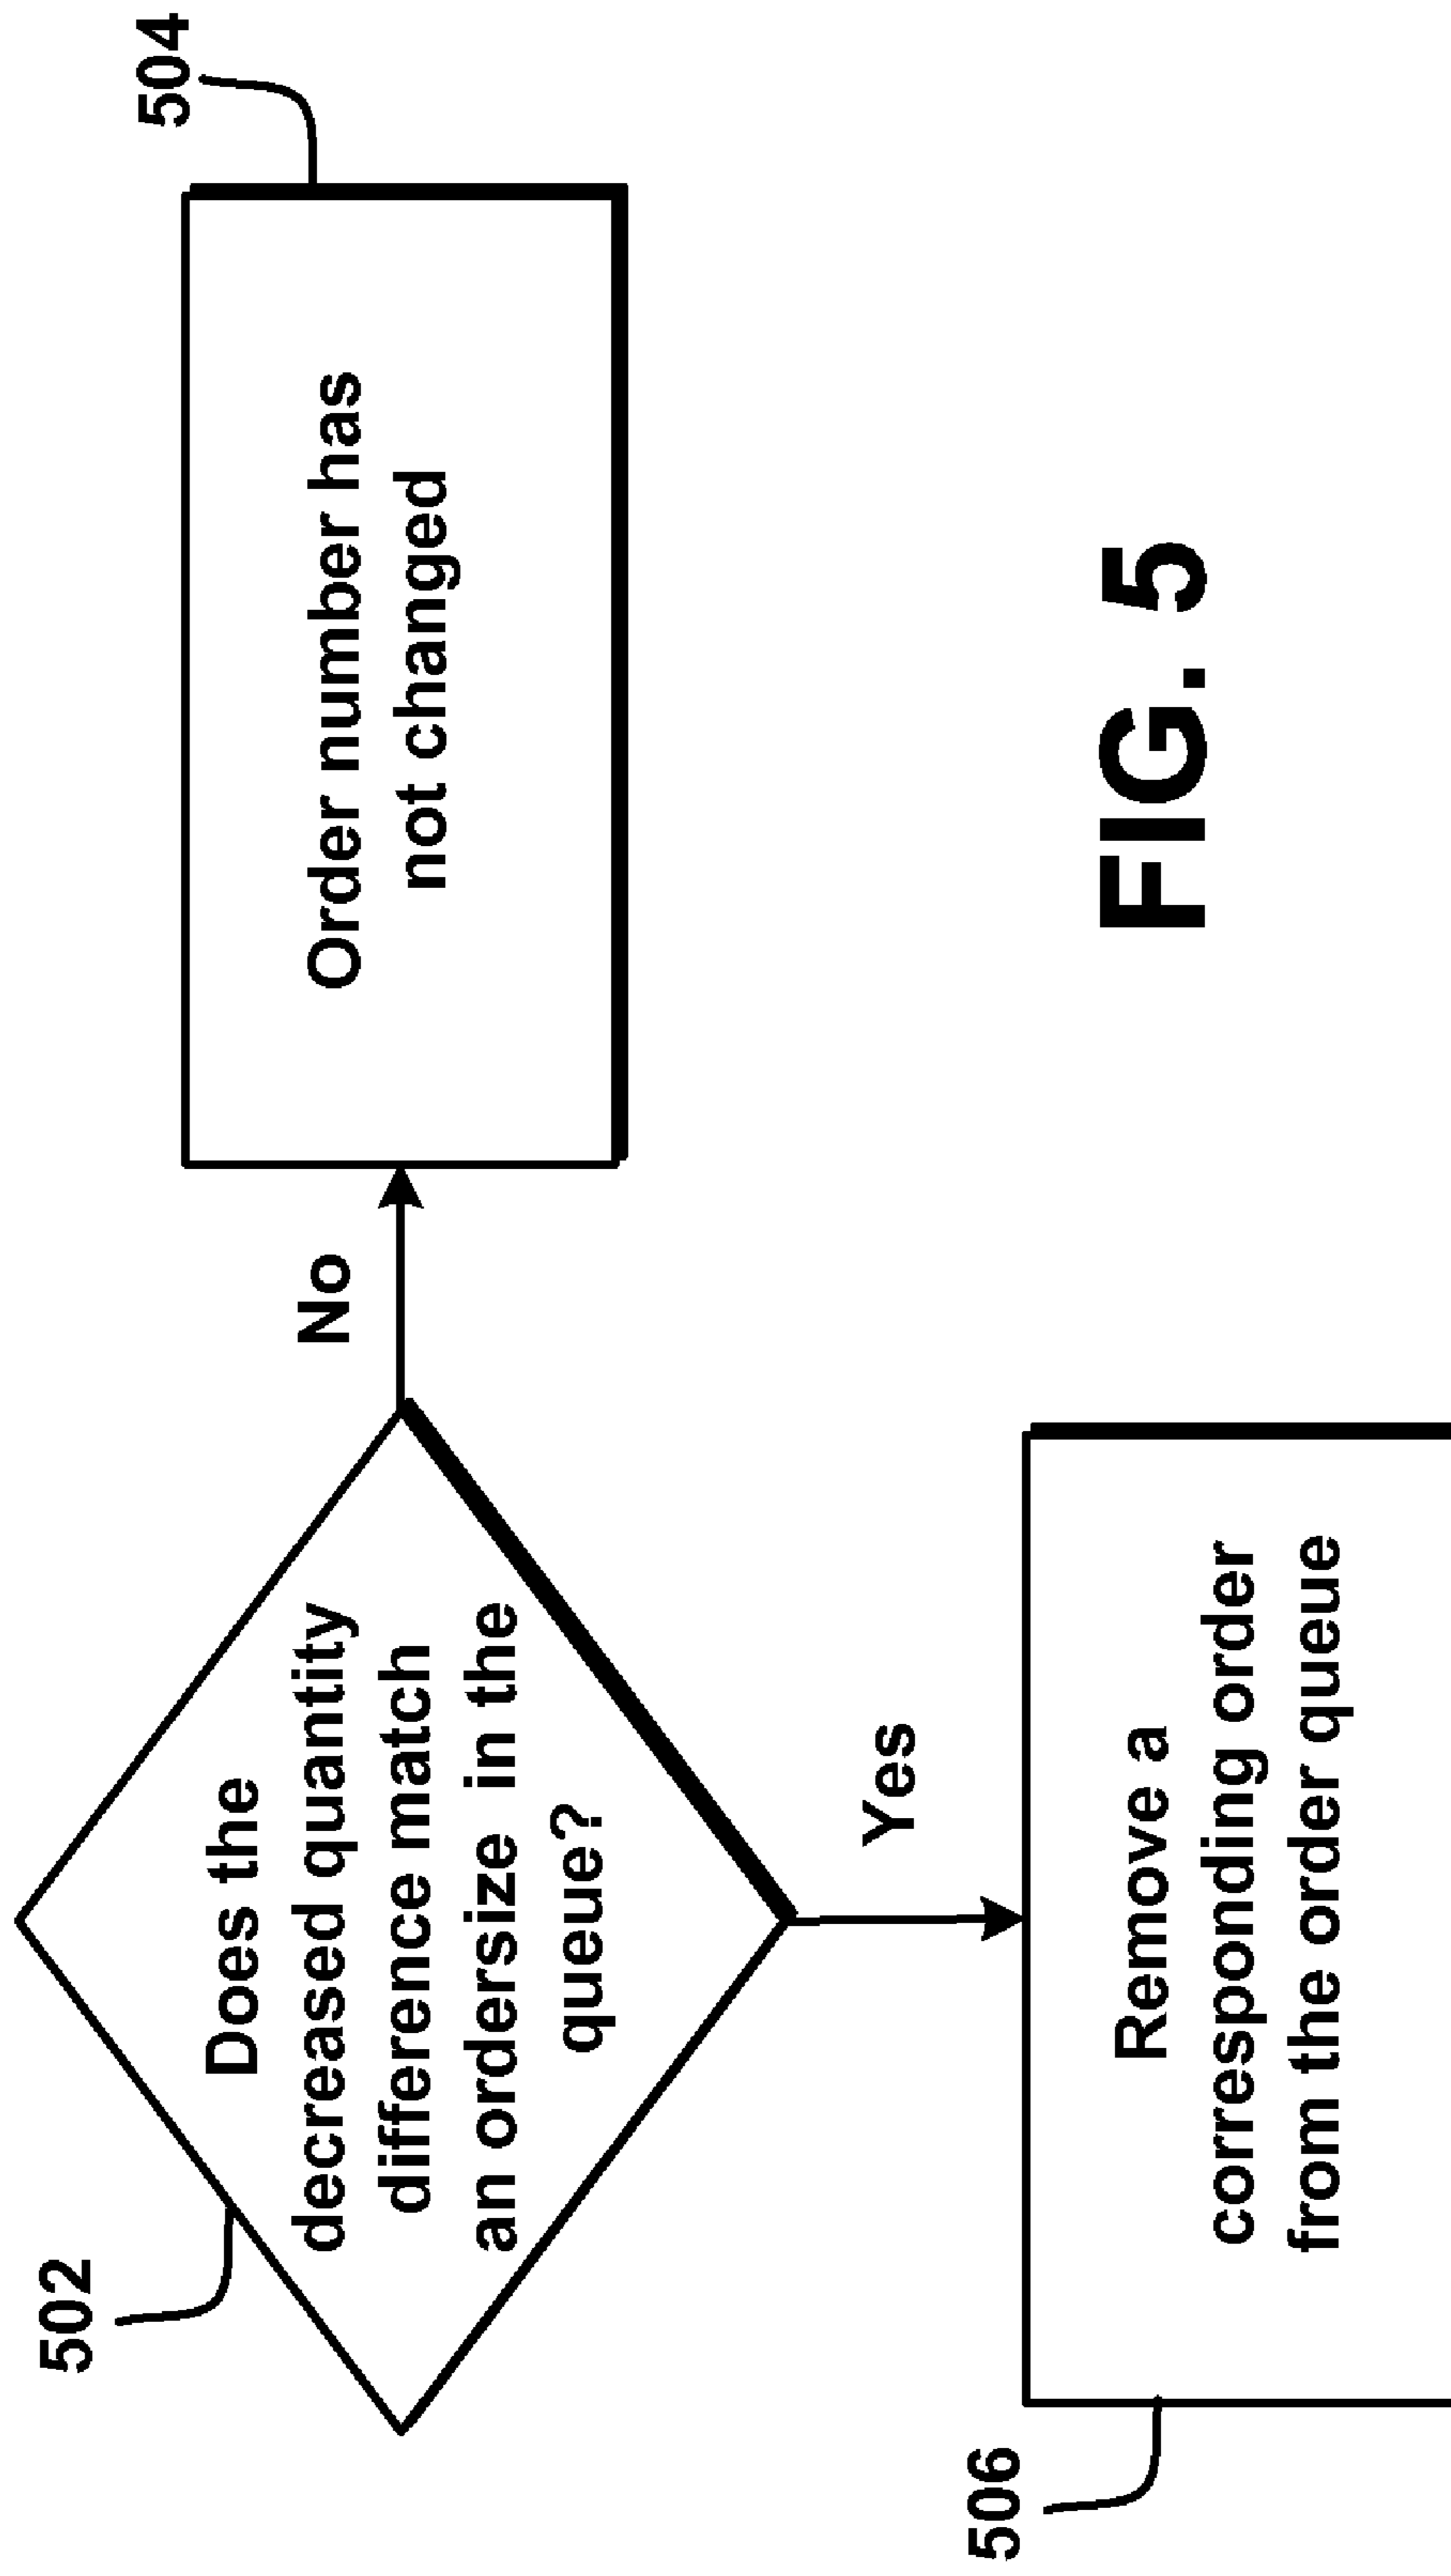 502
Does the
decreased quantity
difference match
an ordersize in the
queue?
No
504
Order number has
not changed
Yes
506
Remove a
corresponding order
from the order queue
FIG. 5